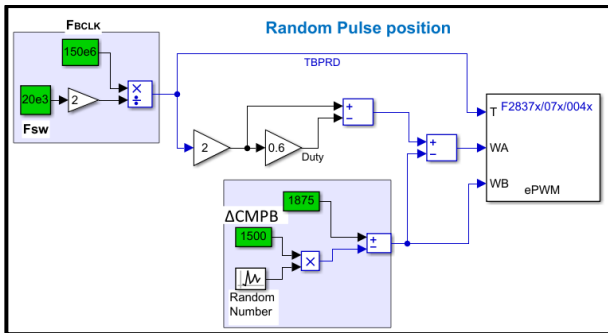 Random Pulse position
FBCLK
150e6
20e3
2
×
÷
Fsw
TBPRD
2
0.6
Duty
+
−
+
−
T
F2837x/07x/004x
WA
WB
ePWM
1875
ΔCMPB
1500
×
+
−
Random
Number